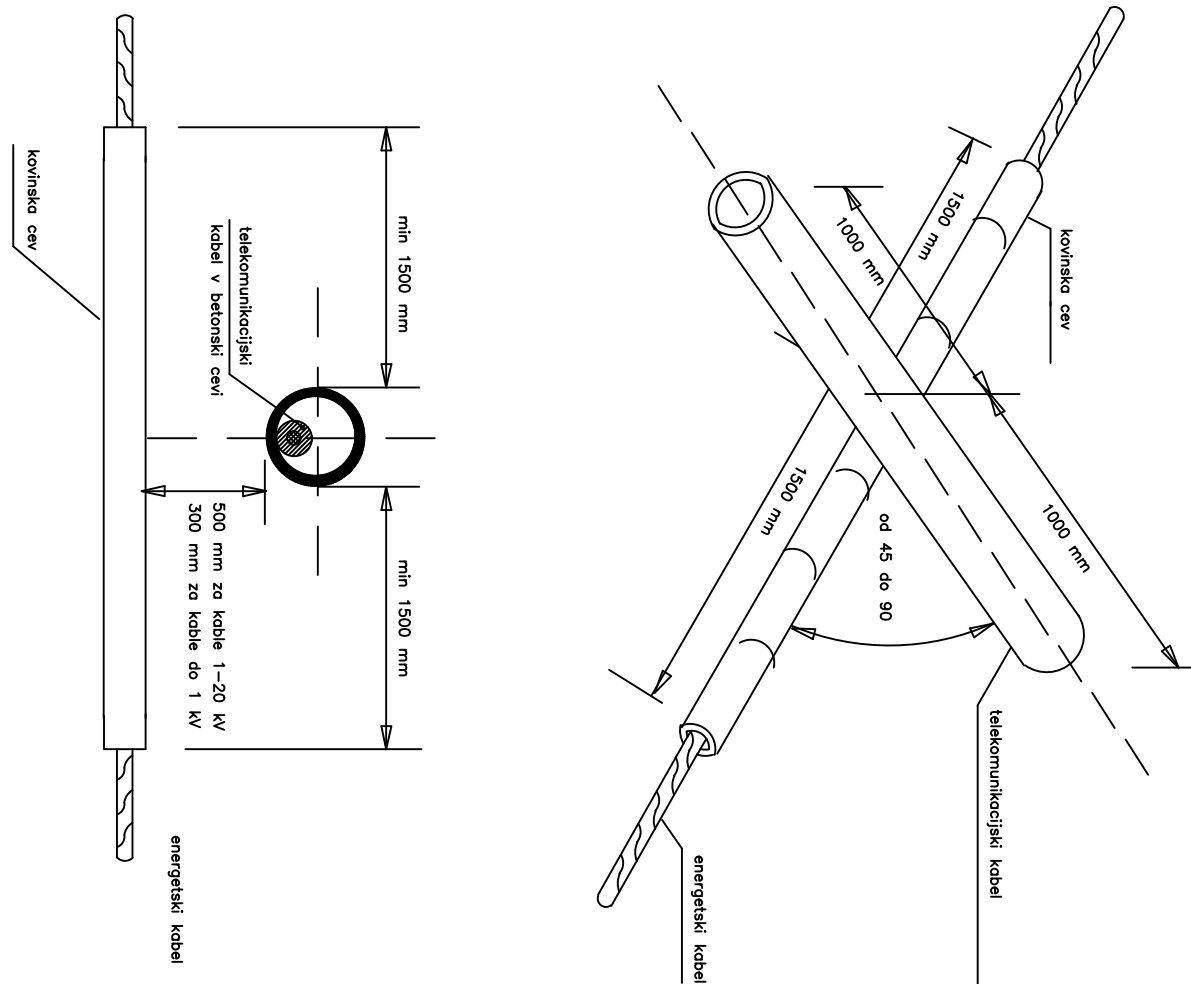 kovinska cev
telekomunikacijski
kabel v betonski cevi
min 1500 mm
min 1500 mm
500 mm za kable 1-20 kV
300 mm za kable do 1 kV
energetski kabel
1500 mm
1000 mm
kovinska cev
1500 mm
od 45 do 90
1000 mm
telekomunikacijski kabel
energetski kabel